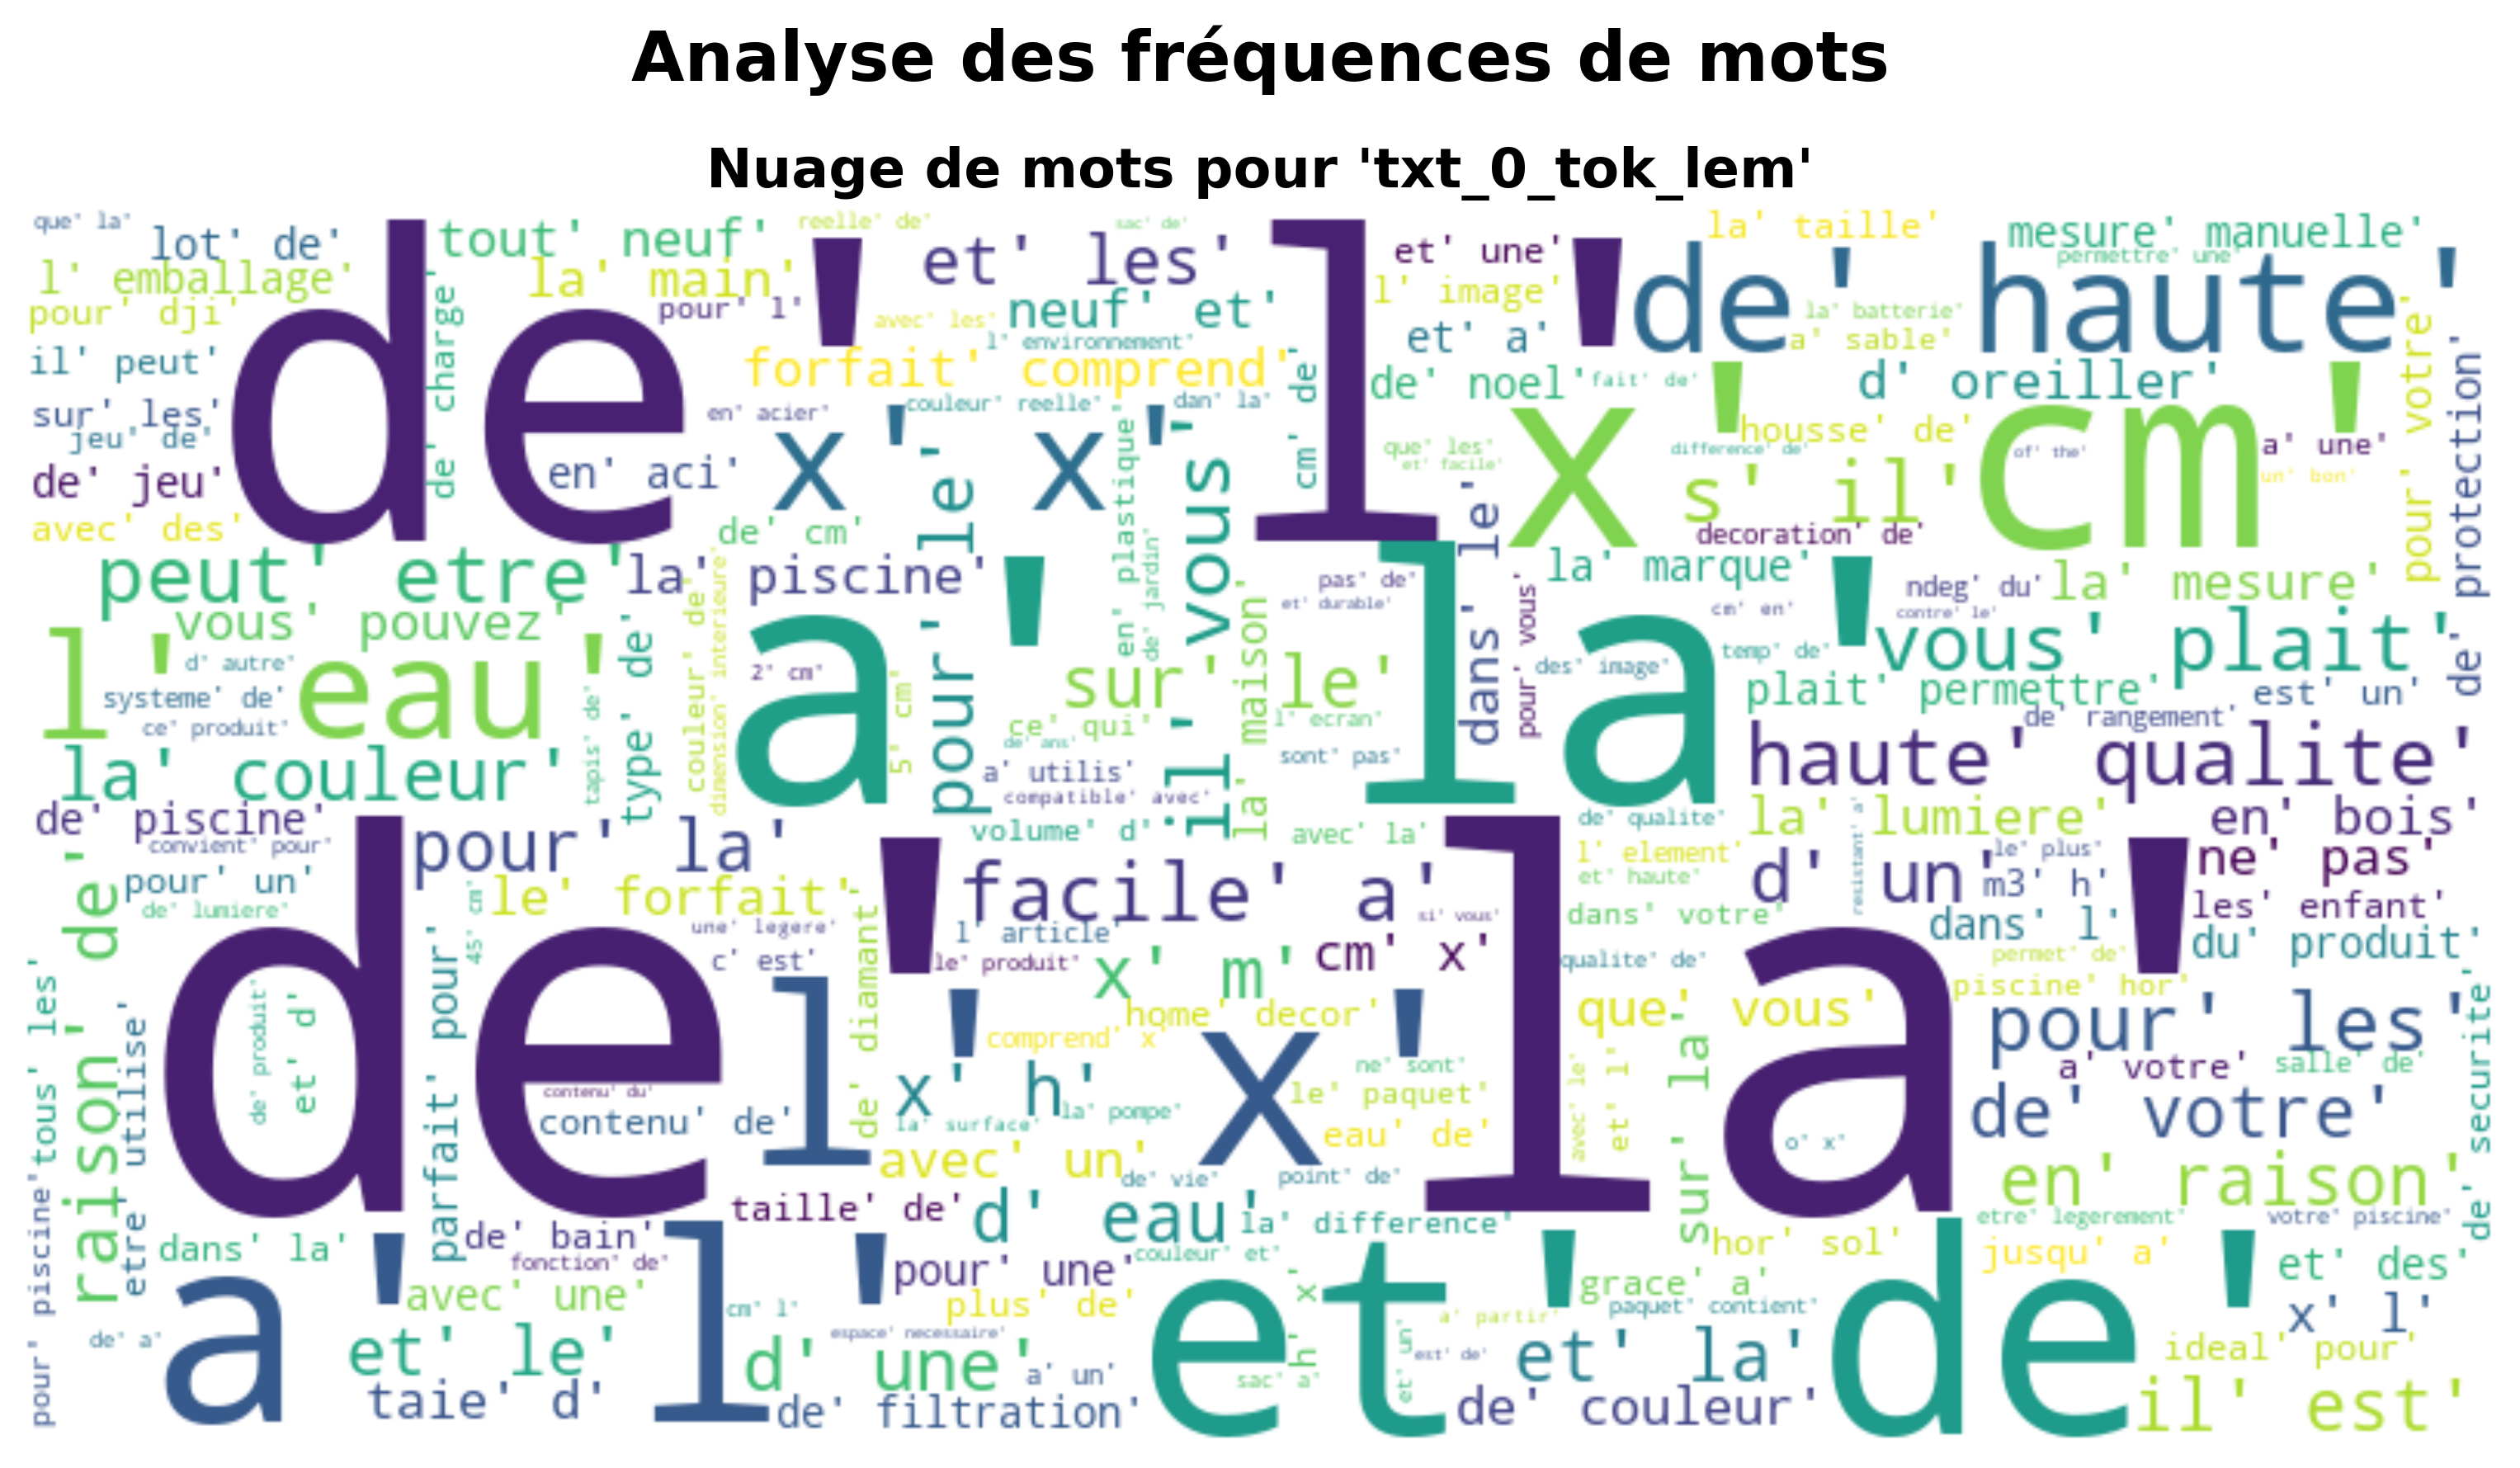 Analyse des fréquences de mots
Nuage de mots pour 'txt_0_tok_lem'
que' la'
lot' de'
tout' neuf'
reelle' de'
sac' de'
et' les'
et' une'
la' taille'
mesure' manuelle'
permettre' une'
l' emballage'
la' main'
pour' l'
pour' dji'
avec' les'
neuf' et'
l' image'
de' haute'
la' batterie'
a' sable'
et' a'
l' environnement'
il' peut'
de' charge'
de' l'
forfait' comprend'
cm' de'
de' noel'
fait' de'
d' oreiller'
pour' votre'
de' protection'
sur' les'
jeu' de'
en' acier'
couleur' reelle'
dan' la'
x' x'
x' cm'
housse' de'
que' les'
et' facile'
difference' de'
of' the'
a' une'
un' bon'
de' jeu'
en' aci'
s' il'
avec' des'
de' cm'
pour' le'
en' plastique'
il' vous'
decoration' de'
dans' le'
peut' etre'
la' piscine'
de' jardin'
pas' de'
et' durable'
la' marque'
ndeg' du'
la' mesure'
cm' en'
contre' le'
vous' pouvez'
l' eau'
d' autre'
systeme' de'
ce' produit'
type' de'
tapis' de'
couleur' de'
dimension' interieure'
2' cm'
a' la'
5' cm'
sur' le'
la' maison'
pour' vous'
des' image'
temp' de'
vous' plait'
plait' permettre'
est' un'
ce' qui'
de' ans'
l' ecran'
sont' pas'
de' rangement'
la' couleur'
a' utilis'
compatible' avec'
haute' qualite'
de' piscine'
convient' pour'
pour' la'
volume' d'
avec' la'
de' qualite'
la' lumiere'
en' bois'
pour' un'
de' lumiere'
45' cm'
le' forfait'
facile' a'
si' vous'
l' element'
et' haute'
d' un'
resistant' a'
le' plus'
m3' h'
ne' pas'
les' enfant'
raison' de'
une' legere'
c' est'
l' article'
le' produit'
x' m'
cm' x'
dans' votre'
qualite' de'
dans' l'
du' produit'
permet' de'
piscine' hor'
tous' les'
etre' utilise'
de' produit'
et' d'
parfait' pour'
de' la'
de' diamant'
l' x'
home' decor'
comprend' x'
que' vous'
pour' les'
a' votre'
salle' de'
de' securite'
contenu' du'
contenu' de'
x' h'
la' pompe'
la' surface'
ne' sont'
le' paquet'
eau' de'
avec' le'
et' l'
sur' la'
o' x'
de' votre'
avec' un'
de' vie'
point' de'
en' raison'
pour' piscine'
taille' de'
d' eau'
la' difference'
etre' legerement'
votre' piscine'
dans' la'
de' bain'
fonction' de'
a' l'
pour' une'
couleur' et'
hor' sol'
jusqu' a'
et' des'
avec' une'
cm' l'
plus' de'
h' x'
et' de'
grace' a'
paquet' contient'
a' partir'
x' l'
de' a'
et' le'
espace' necessaire'
d' une'
a' un'
sac' a'
et' un'
est' de'
et' la'
ideal' pour'
taie' d'
de' filtration'
de' couleur'
il' est'